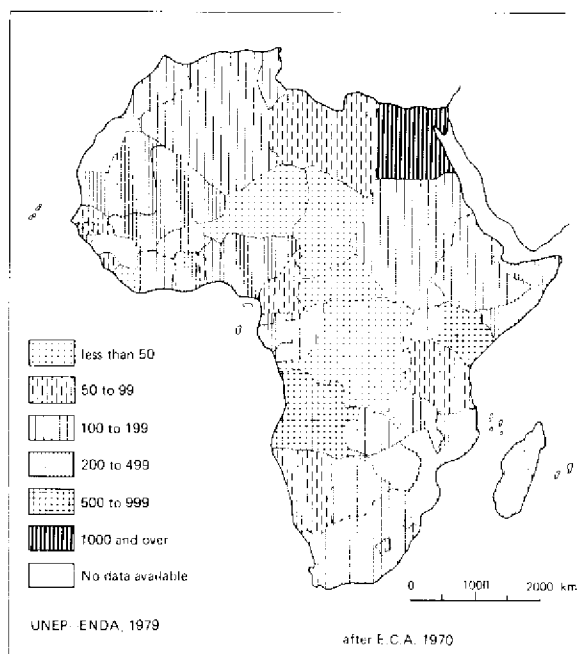 less than 50
50 to 99
100 to 199
200 to 499
500 to 999
1000 and over
No data available
0 1000 2000 km
UNEP-ENDA, 1979
after E.C.A. 1970